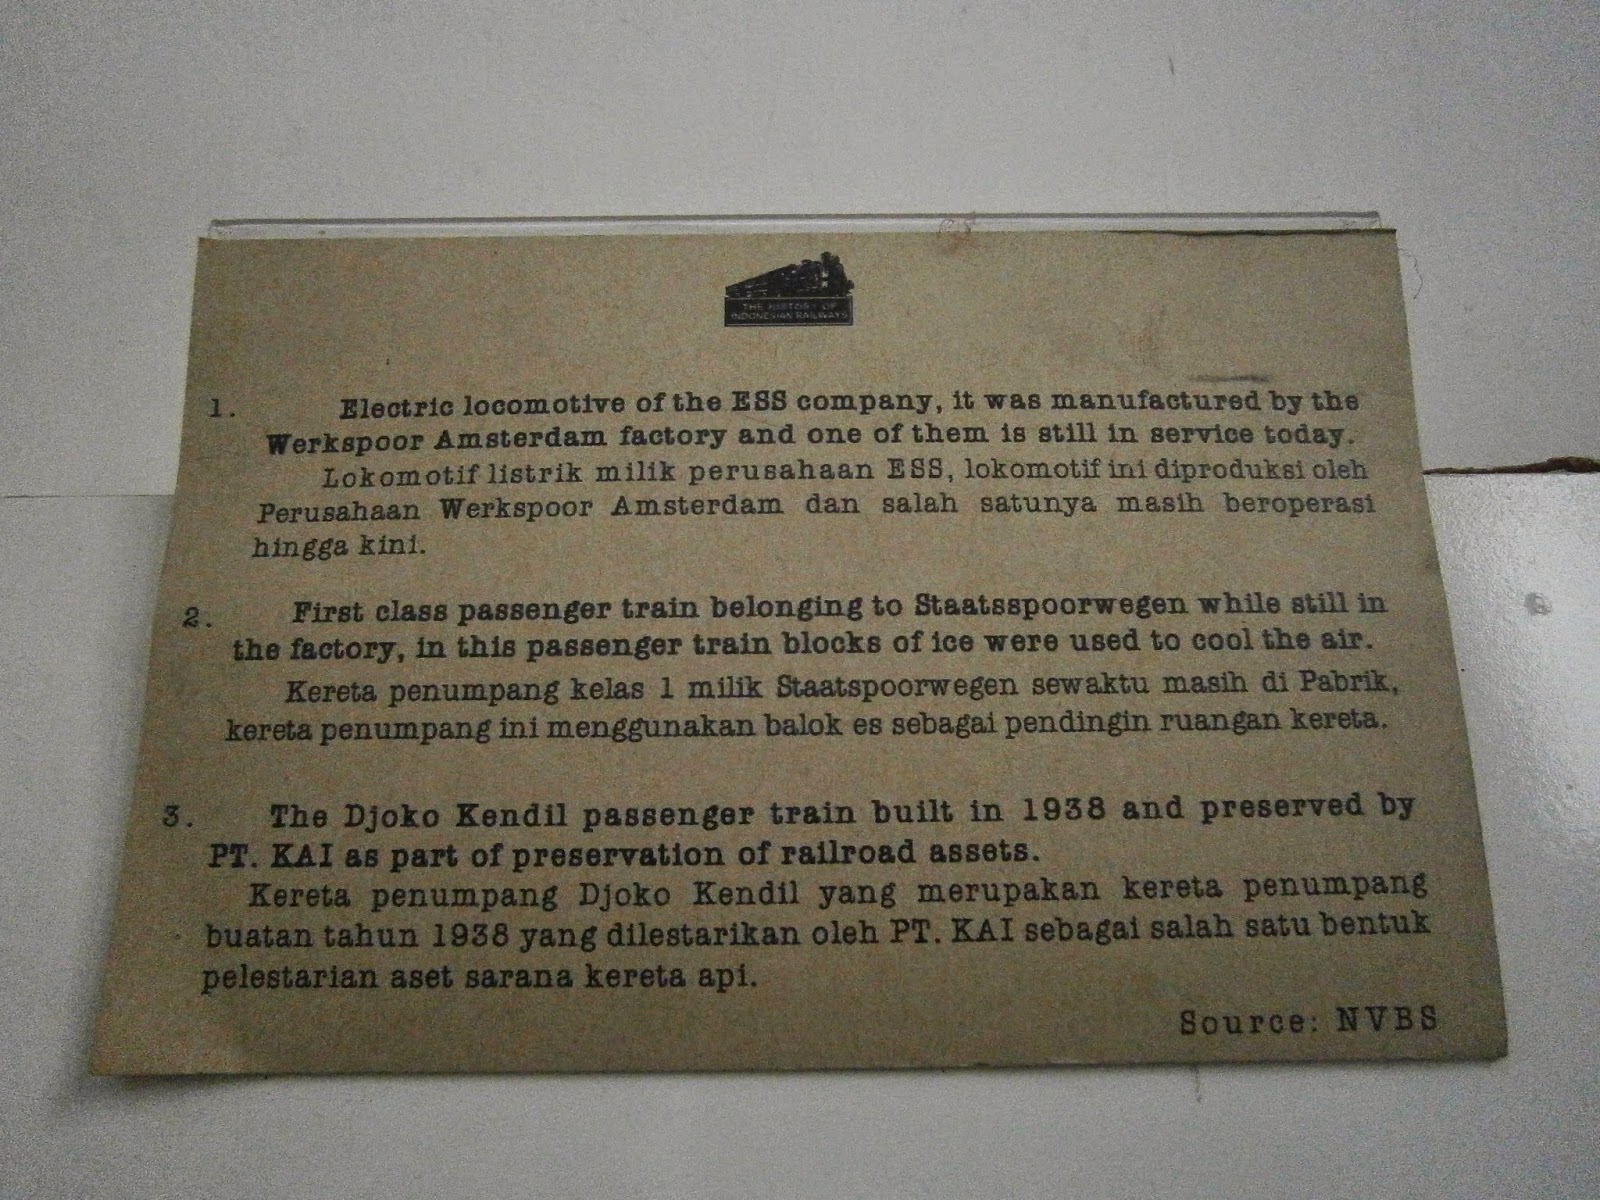 THE HISTORY OF
INDONESIAN RAILWAYS
1. Electric locomotive of the ESS company, it was manufactured by the
Werkspoor Amsterdam factory and one of them is still in service today.
Lokomotif listrik milik perusahaan ESS, lokomotif ini diproduksi oleh
Perusahaan Werkspoor Amsterdam dan salah satunya masih beroperasi
hingga kini.
2. First class passenger train belonging to Staatsspoorwegen while still in
the factory, in this passenger train blocks of ice were used to cool the air.
Kereta penumpang kelas 1 milik Staatspoorwegen sewaktu masih di Pabrik,
kereta penumpang ini menggunakan balok es sebagai pendingin ruangan kereta.
3. The Djoko Kendil passenger train built in 1938 and preserved by
PT. KAI as part of preservation of railroad assets.
Kereta penumpang Djoko Kendil yang merupakan kereta penumpang
buatan tahun 1938 yang dilestarikan oleh PT. KAI sebagai salah satu bentuk
pelestarian aset sarana kereta api.
Source: NVBS